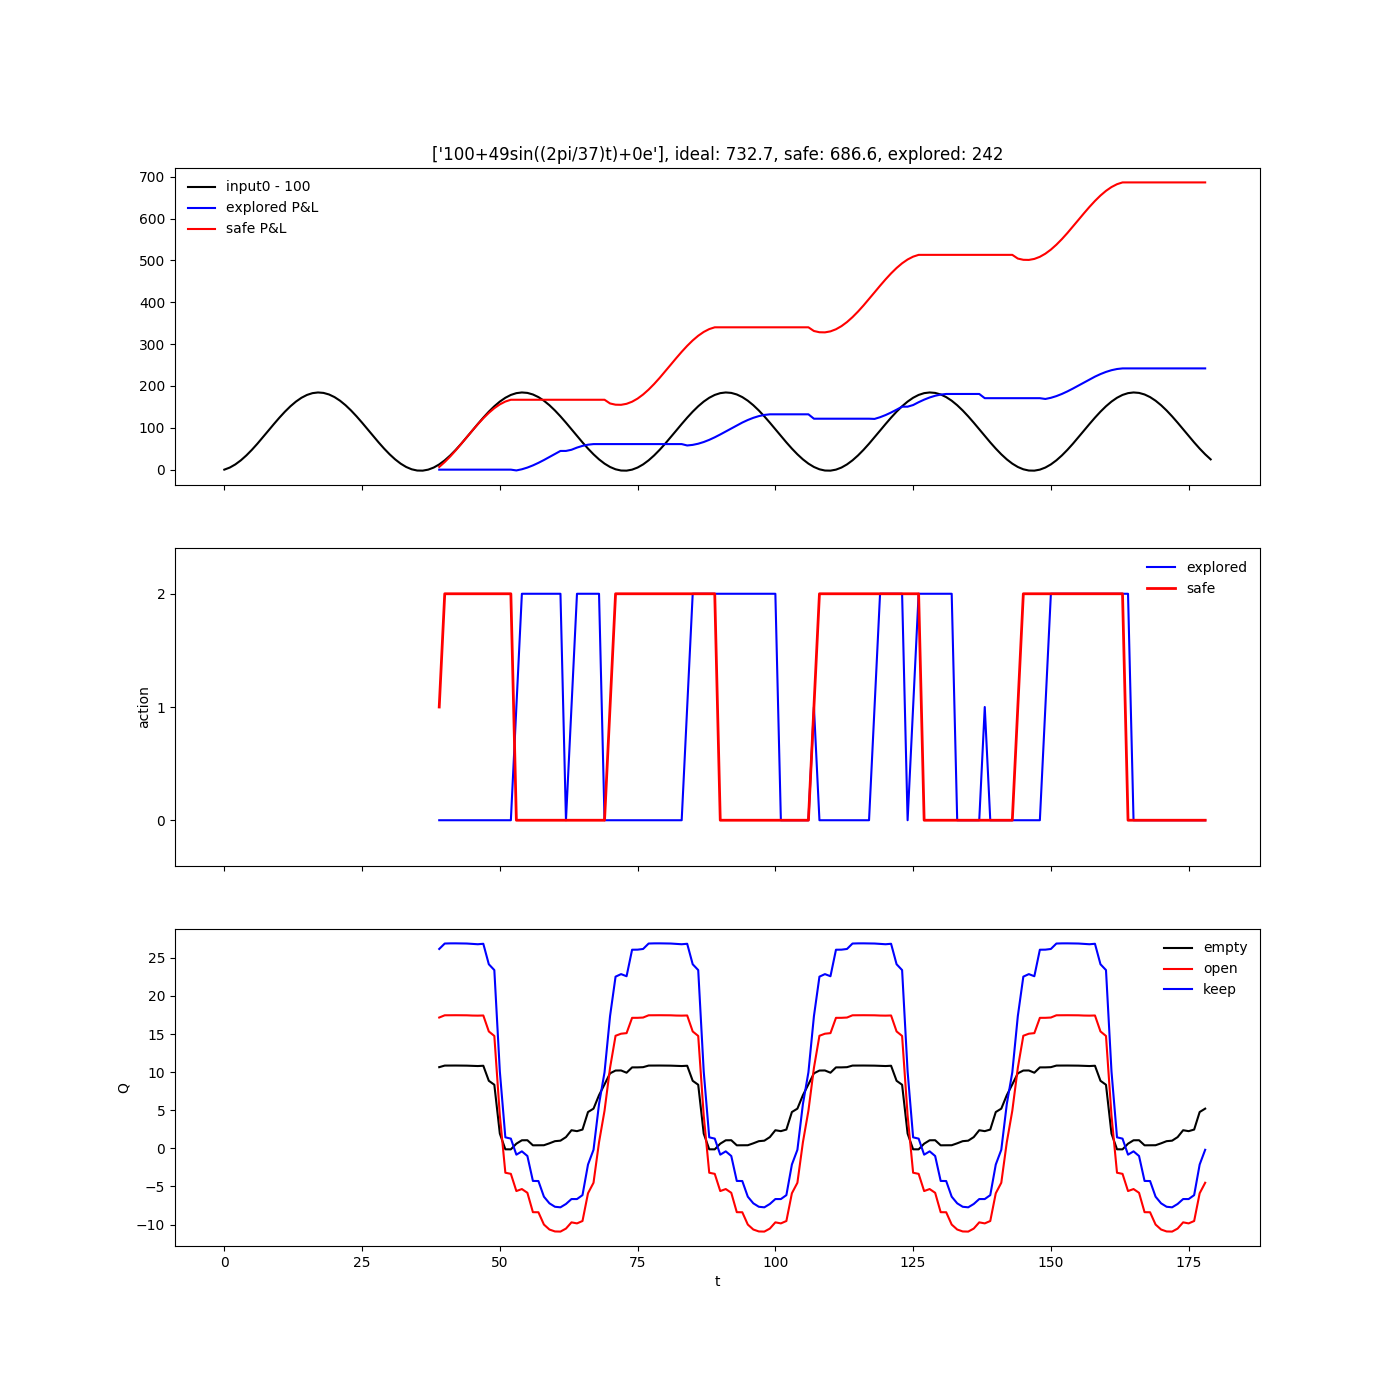 ['100+49sin((2pi/37)t)+0e'], ideal: 732.7, safe: 686.6, explored: 242
700
600
500
400
300
200
100
0
input0 - 100
explored P&L
safe P&L
2
1
0
action
explored
safe
25
20
15
10
5
0
−5
−10
Q
empty
open
keep
0 25 50 75 100 125 150 175
t